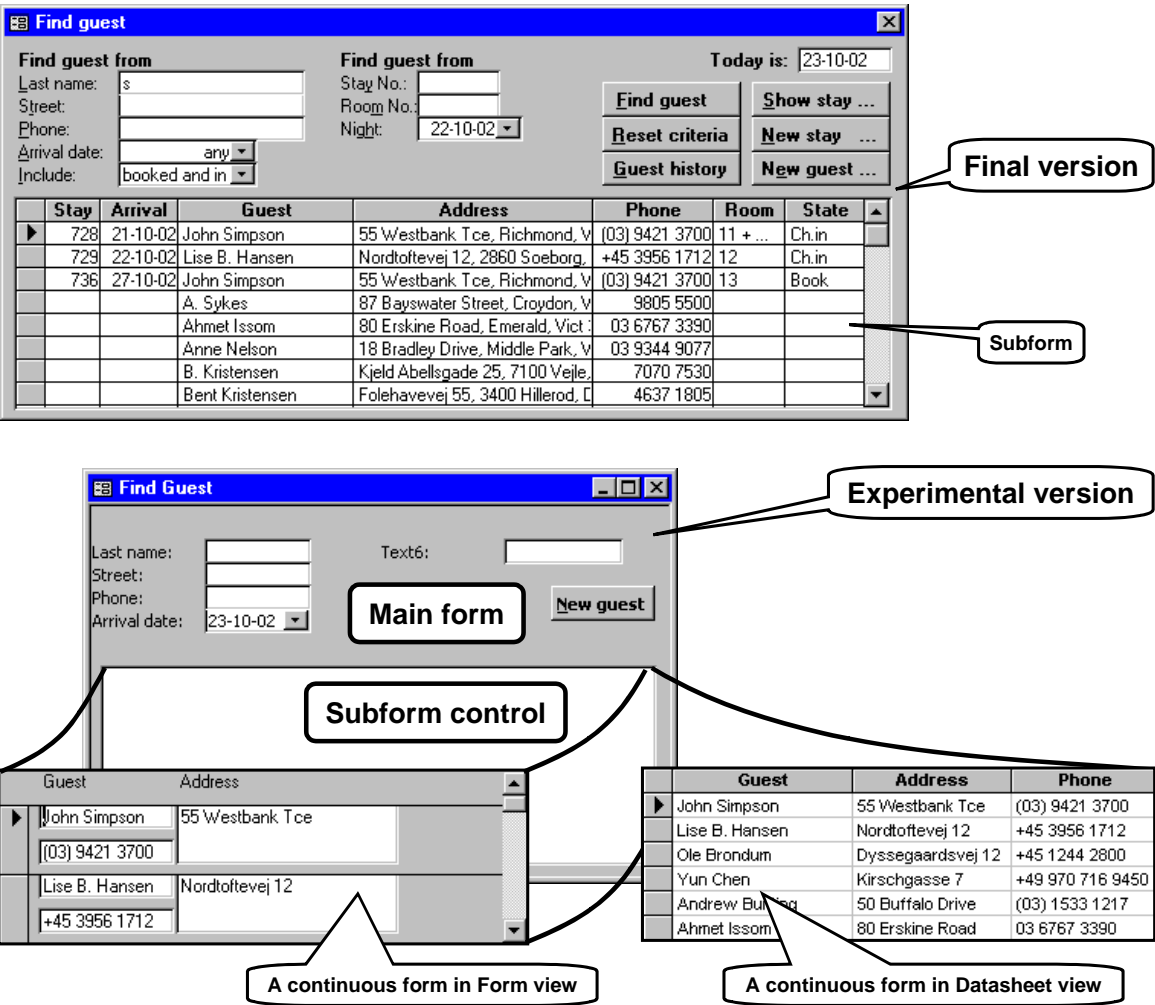 Find guest
Find guest from Find guest from Today is: 23-10-02
Last name: s Stay No.:
Street: Room No.: Find guest Show stay ...
Phone: Night: 22-10-02 Reset criteria New stay ...
Arrival date: any
Include: booked and in Guest history New guest ...
Final version
Stay Arrival Guest Address Phone Room State
728 21-10-02 John Simpson 55 Westbank Tce, Richmond, V (03) 9421 3700 11 + ... Ch.in
729 22-10-02 Lise B. Hansen Nordtoftevej 12, 2860 Soeborg, +45 3956 1712 12 Ch.in
736 27-10-02 John Simpson 55 Westbank Tce, Richmond, V (03) 9421 3700 13 Book
A. Sykes 87 Bayswater Street, Croydon, V 9805 5500
Ahmet Issom 80 Erskine Road, Emerald, Vict 03 6767 3390
Anne Nelson 18 Bradley Drive, Middle Park, V 03 9344 9077
B. Kristensen Kjeld Abellsgade 25, 7100 Vejle, 7070 7530
Bent Kristensen Folehavevej 55, 3400 Hillerod, D 4637 1805
Subform
Find Guest
Experimental version
Last name: Text6:
Street:
Phone: New guest
Arrival date: 23-10-02
Main form
Subform control
Guest Address
John Simpson 55 Westbank Tce
(03) 9421 3700
Lise B. Hansen Nordtoftevej 12
+45 3956 1712
A continuous form in Form view
Guest Address Phone
John Simpson 55 Westbank Tce (03) 9421 3700
Lise B. Hansen Nordtoftevej 12 +45 3956 1712
Ole Brondum Dyssegaardsvej 12 +45 1244 2800
Yun Chen Kirschgasse 7 +49 970 716 9450
Andrew 50 Buffalo Drive (03) 1533 1217
Ahmet Issom 80 Erskine Road 03 6767 3390
A continuous form in Datasheet view